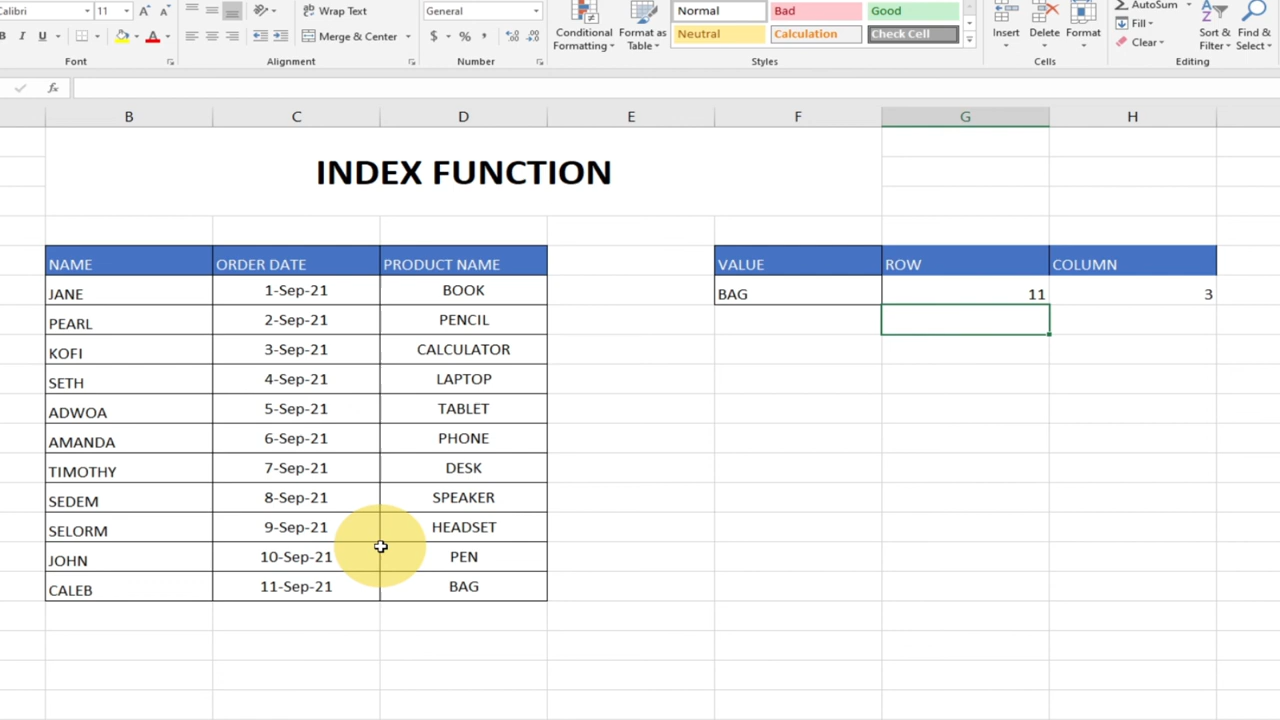 Calibri 11 A A Wrap Text General Normal Bad Good AutoSum
B I U A Merge & Center $ % , Conditional Formatting Format as Table Neutral Calculation Check Cell Insert Delete Format Fill Clear Sort & Filter Find & Select
Font Alignment Number Styles Cells Editing
fx
B C D E F G H
INDEX FUNCTION
NAME ORDER DATE PRODUCT NAME VALUE ROW COLUMN
JANE 1-Sep-21 BOOK BAG 11 3
PEARL 2-Sep-21 PENCIL
KOFI 3-Sep-21 CALCULATOR
SETH 4-Sep-21 LAPTOP
ADWOA 5-Sep-21 TABLET
AMANDA 6-Sep-21 PHONE
TIMOTHY 7-Sep-21 DESK
SEDEM 8-Sep-21 SPEAKER
SELORM 9-Sep-21 HEADSET
JOHN 10-Sep-21 PEN
CALEB 11-Sep-21 BAG